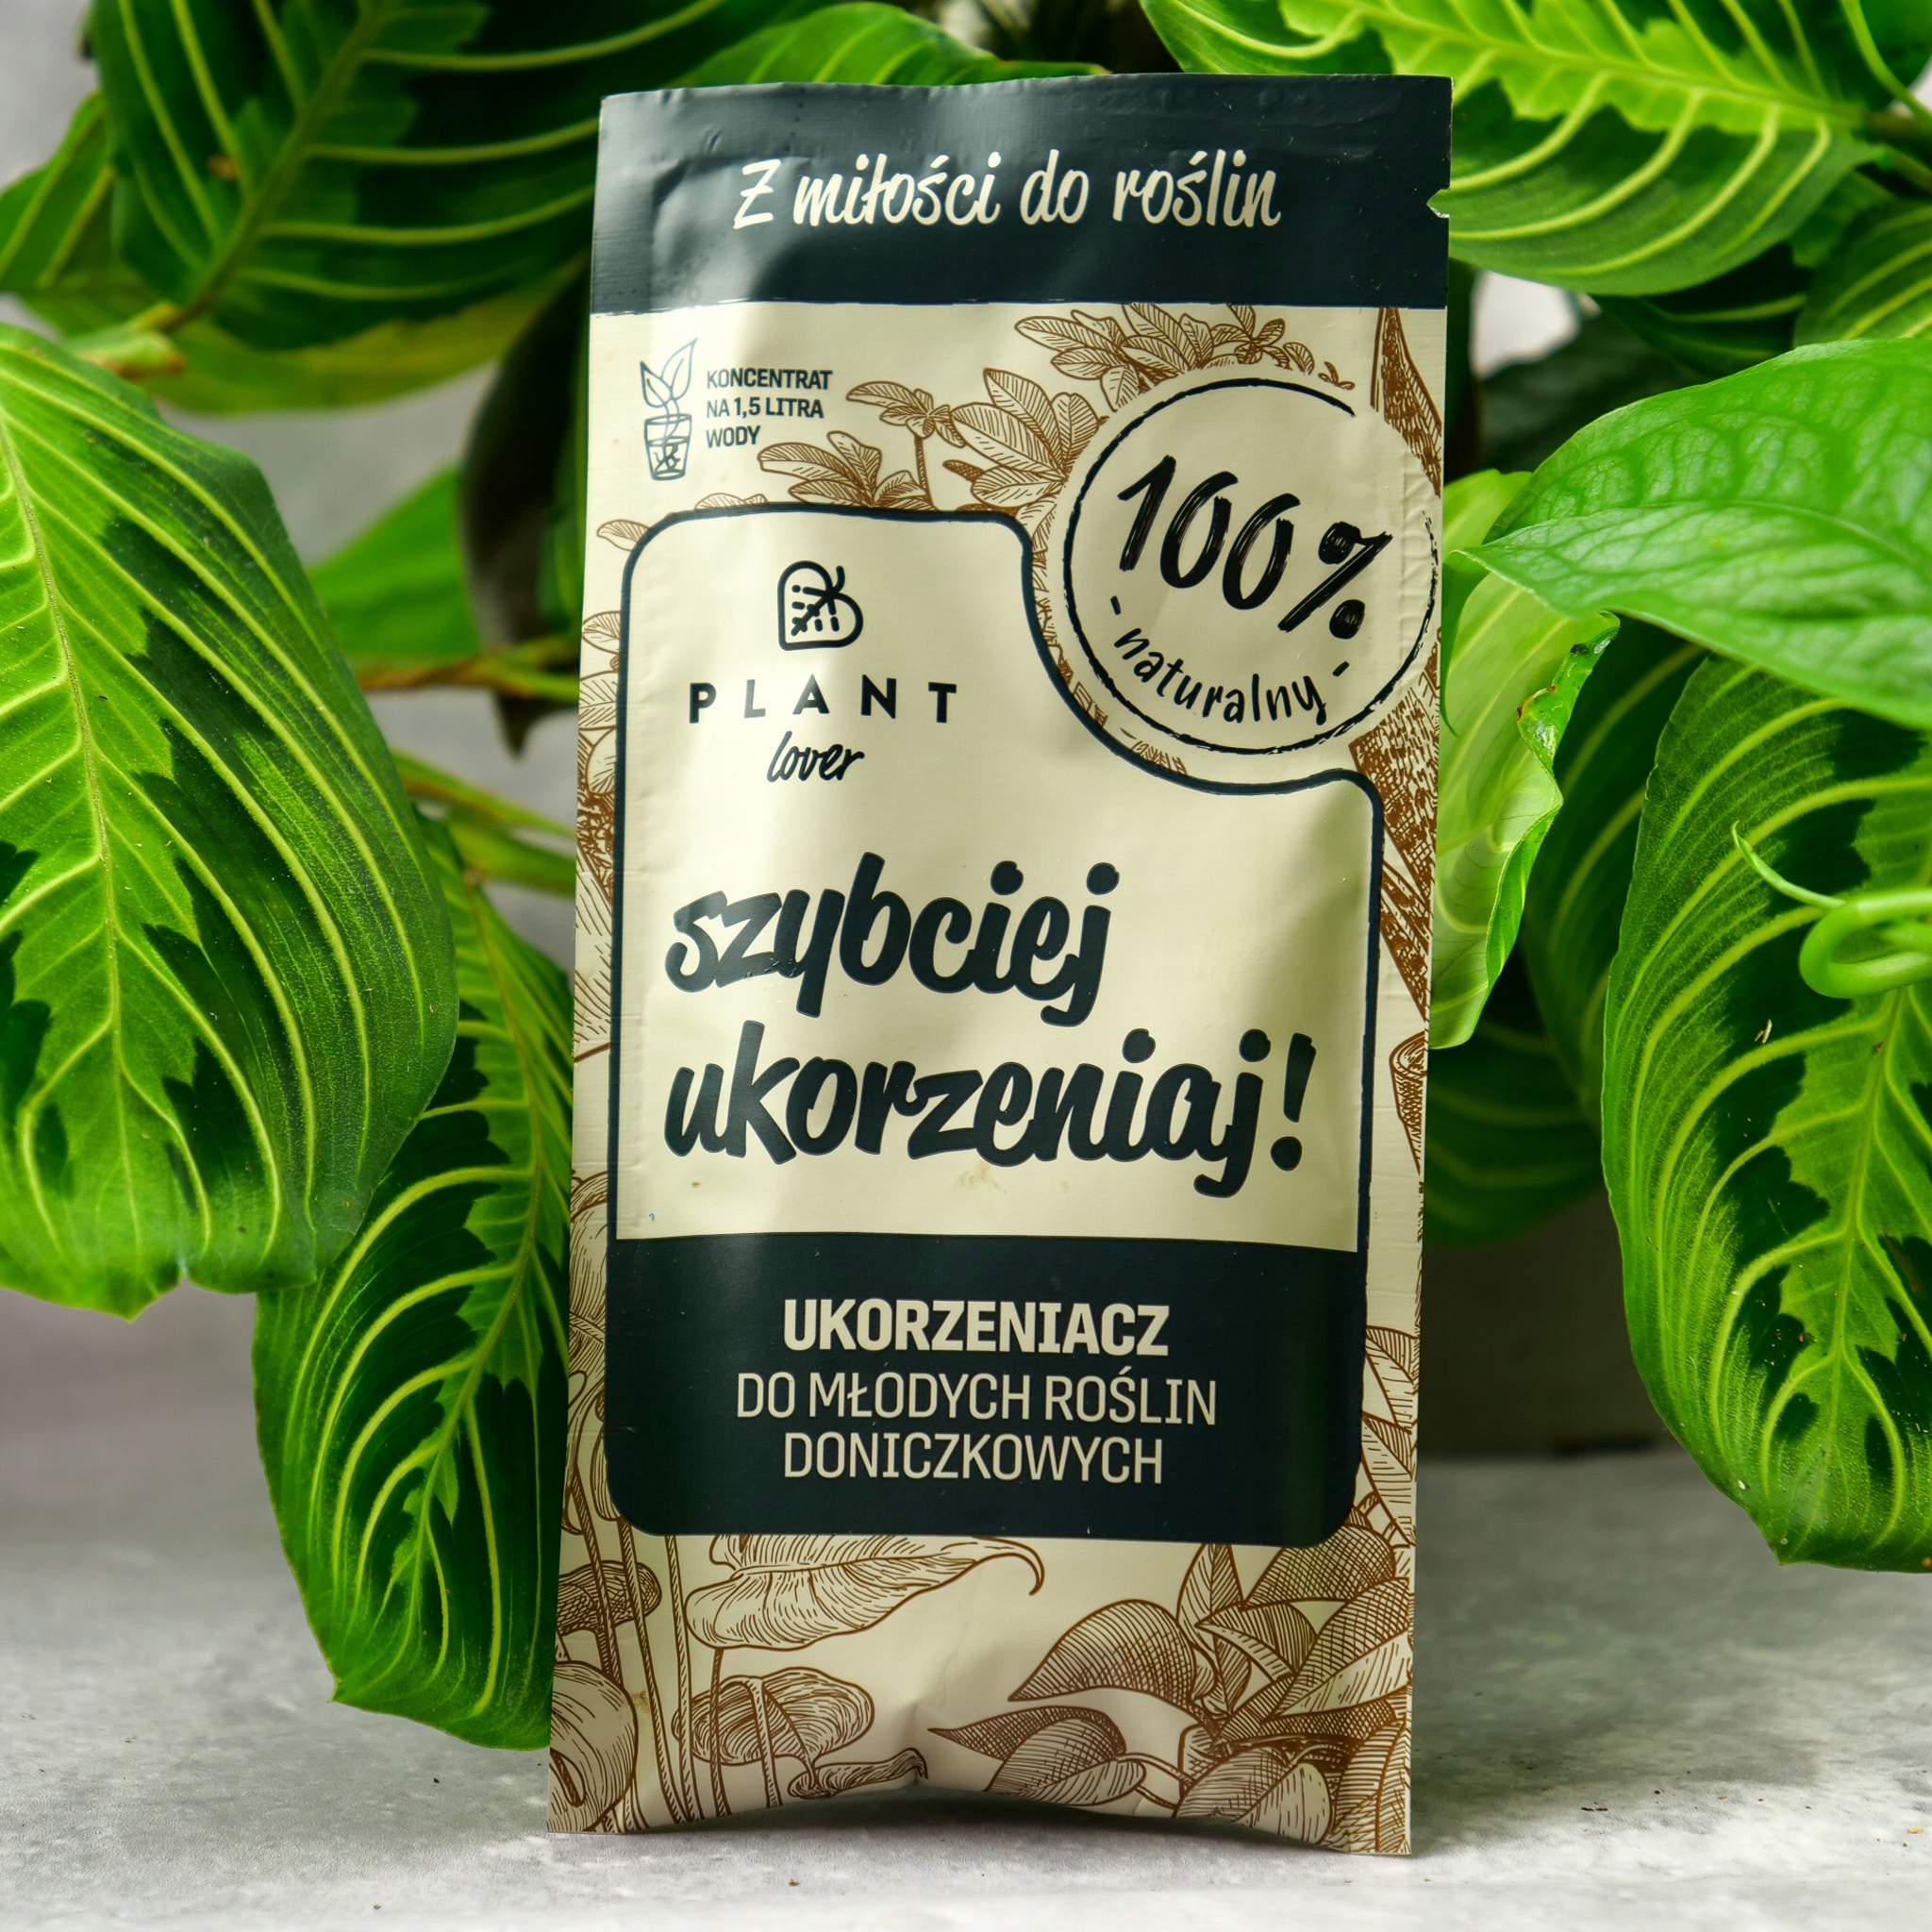 Z miłości do roślin
KONCENTRAT
NA 1,5 LITRA
WODY
100%
- naturalny -
PLANT
lover
szybciej
ukorzeniaj!
UKORZENIACZ
DO MŁODYCH ROŚLIN
DONICZKOWYCH